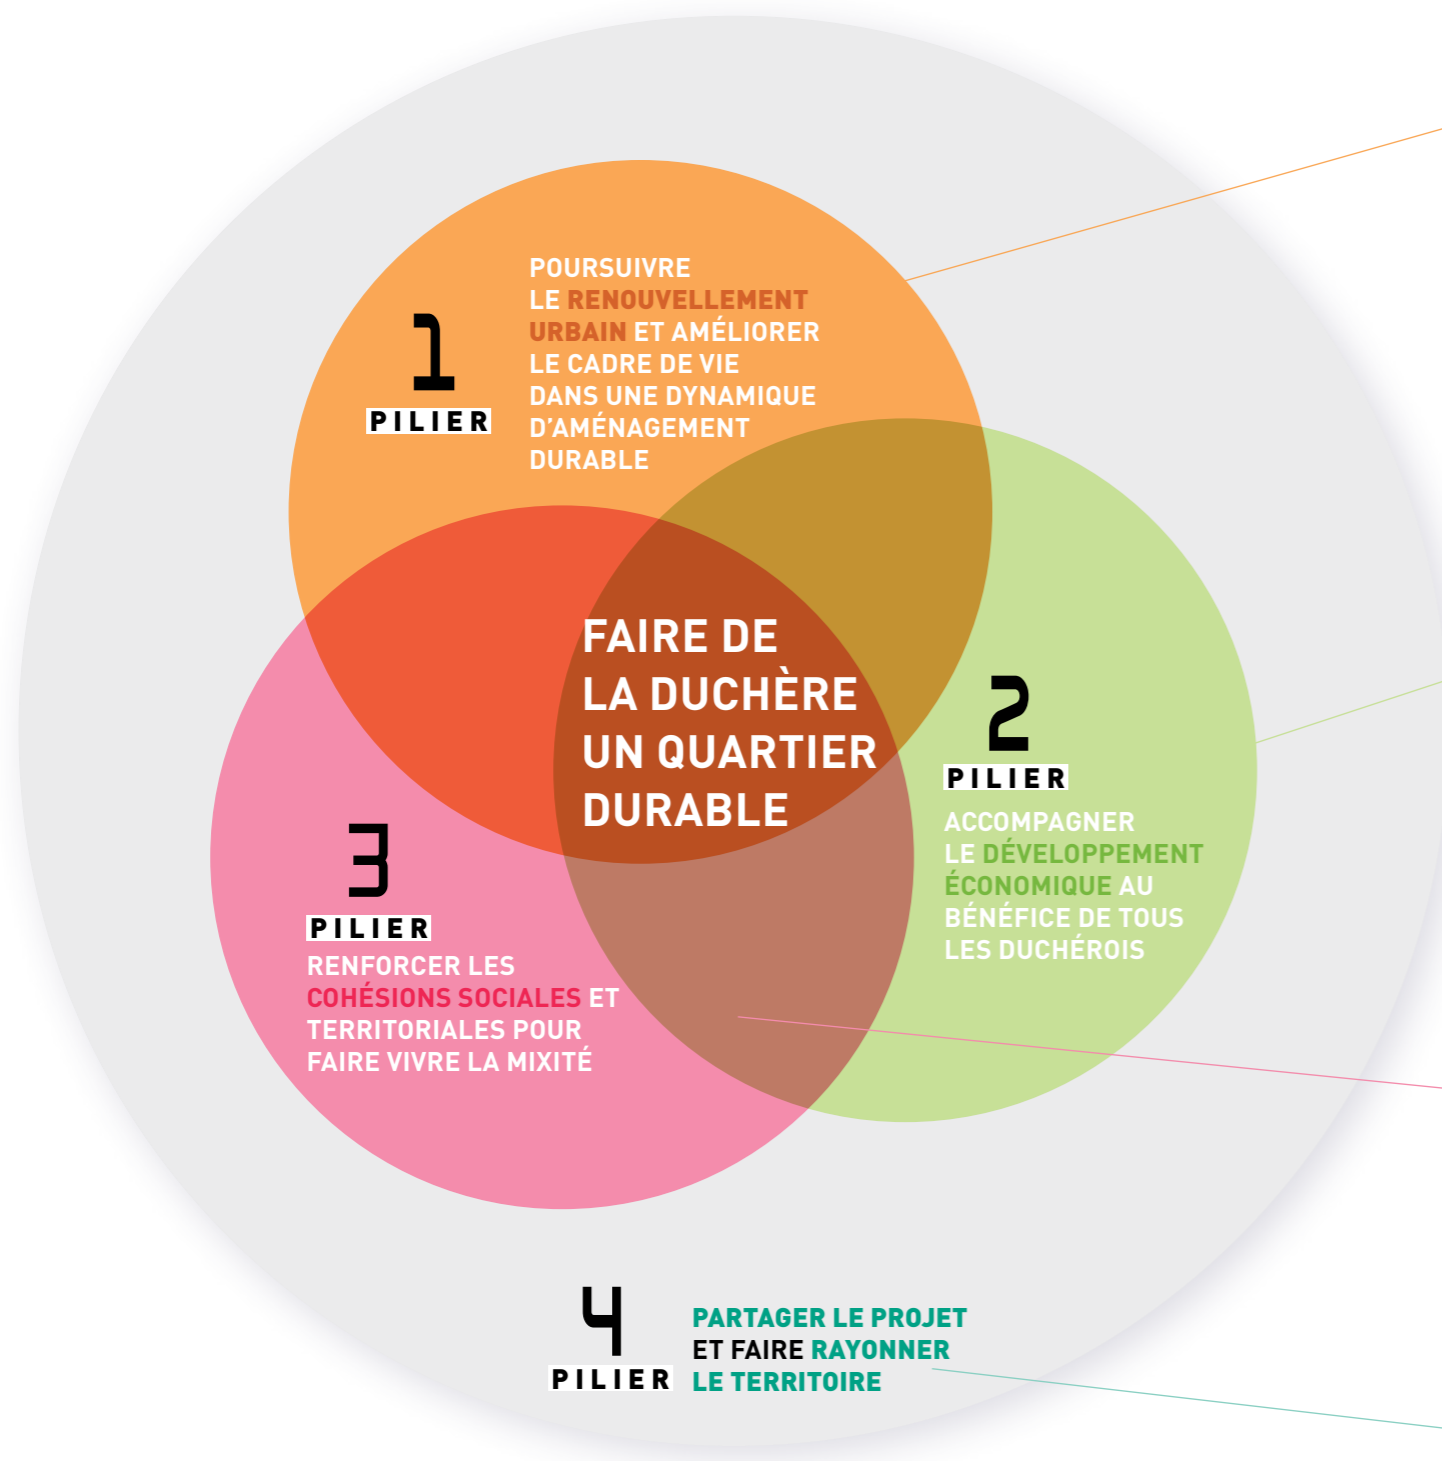 1
PILIER
POURSUIVRE
LE RENOUVELLEMENT
URBAIN ET AMÉLIORER
LE CADRE DE VIE
DANS UNE DYNAMIQUE
D'AMÉNAGEMENT
DURABLE
FAIRE DE
LA DUCHÈRE
UN QUARTIER
DURABLE
2
PILIER
ACCOMPAGNER
LE DÉVELOPPEMENT
ÉCONOMIQUE AU
BÉNÉFICE DE TOUS
LES DUCHÉROIS
3
PILIER
RENFORCER LES
COHÉSIONS SOCIALES ET
TERRITORIALES POUR
FAIRE VIVRE LA MIXITÉ
4
PILIER
PARTAGER LE PROJET
ET FAIRE RAYONNER
LE TERRITOIRE